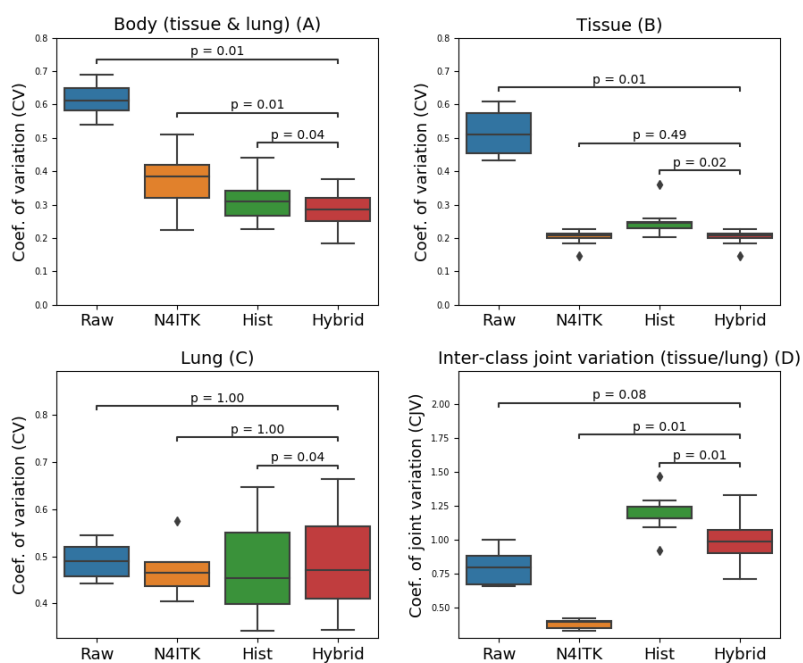 Body (tissue & lung) (A)
Coef. of variation (CV)
0.8
0.7
0.6
0.5
0.4
0.3
0.2
0.1
0.0
p = 0.01
p = 0.01
p = 0.04
Raw N4ITK Hist Hybrid
Tissue (B)
Coef. of variation (CV)
0.8
0.7
0.6
0.5
0.4
0.3
0.2
0.1
0.0
p = 0.01
p = 0.49
p = 0.02
Raw N4ITK Hist Hybrid
Lung (C)
Coef. of variation (CV)
0.8
0.7
0.6
0.5
0.4
p = 1.00
p = 1.00
p = 0.04
Raw N4ITK Hist Hybrid
Inter-class joint variation (tissue/lung) (D)
Coef. of joint variation (CJV)
2.00
1.75
1.50
1.25
1.00
0.75
0.50
p = 0.08
p = 0.01
p = 0.01
Raw N4ITK Hist Hybrid